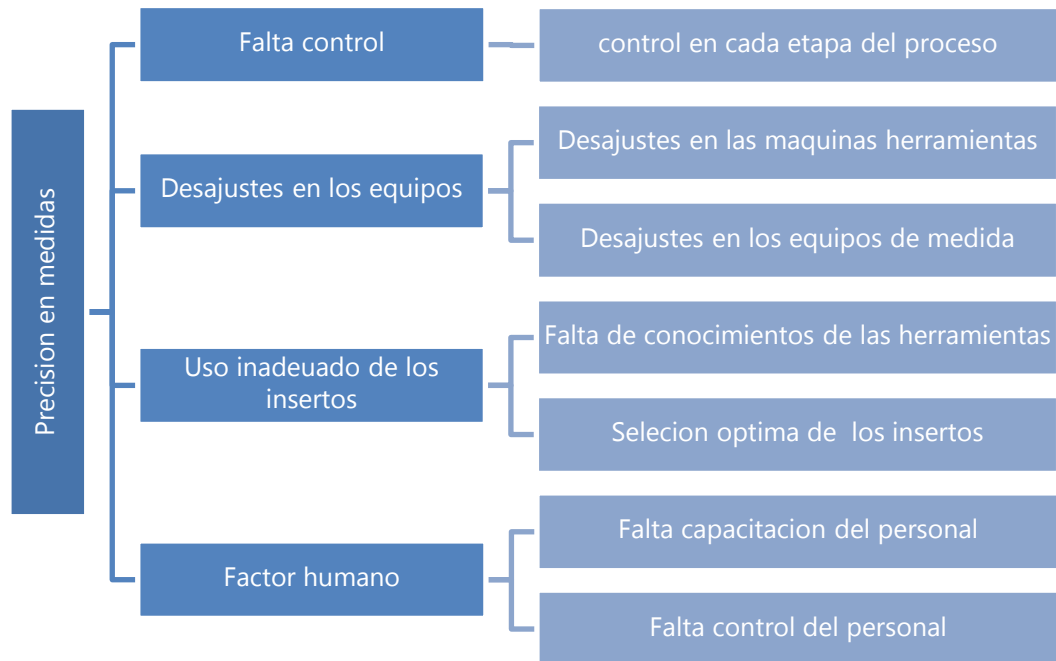 Precision en medidas
Falta control
control en cada etapa del proceso
Desajustes en los equipos
Desajustes en las maquinas herramientas
Desajustes en los equipos de medida
Uso inadeuado de los
insertos
Falta de conocimientos de las herramientas
Selecion optima de los insertos
Factor humano
Falta capacitacion del personal
Falta control del personal